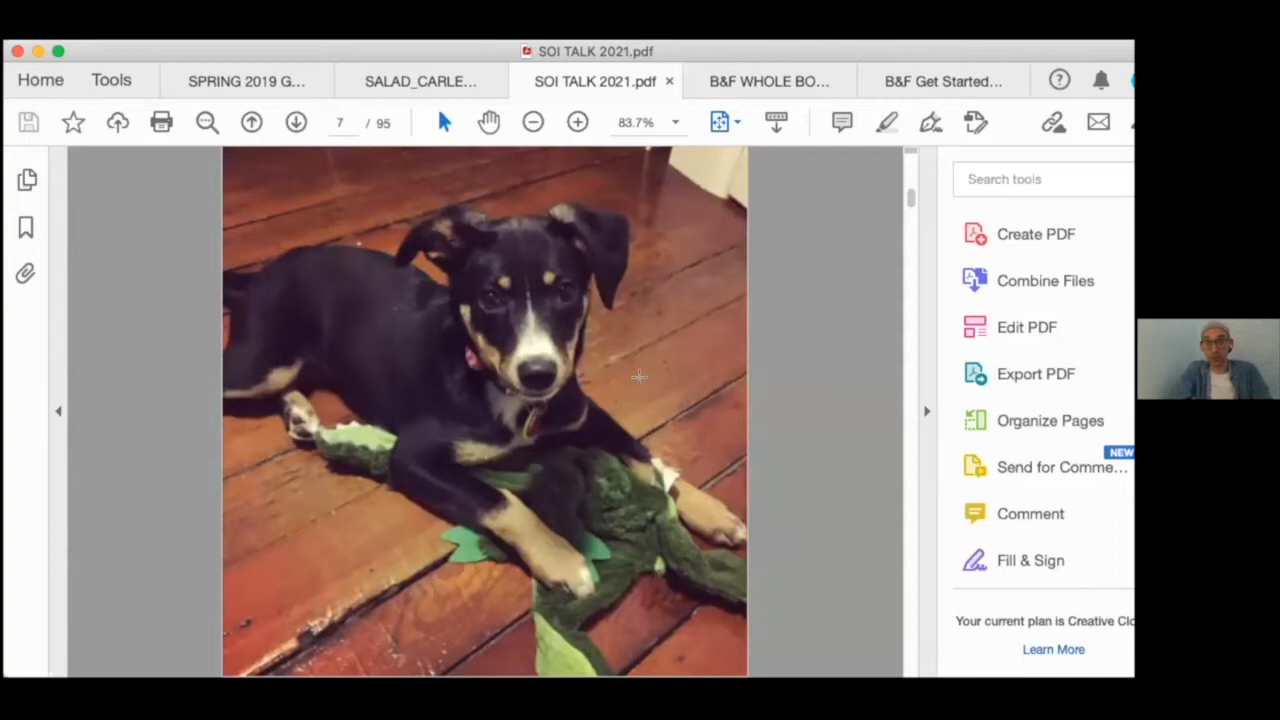 SOI TALK 2021.pdf
Home Tools SPRING 2019 G... SALAD_CARLE... SOI TALK 2021.pdf × B&F WHOLE BO... B&F Get Started...
7 / 95 83.7%
Search tools
Create PDF
Combine Files
Edit PDF
Export PDF
Organize Pages
NEW
Send for Comme...
Comment
Fill & Sign
Your current plan is Creative Clo
Learn More